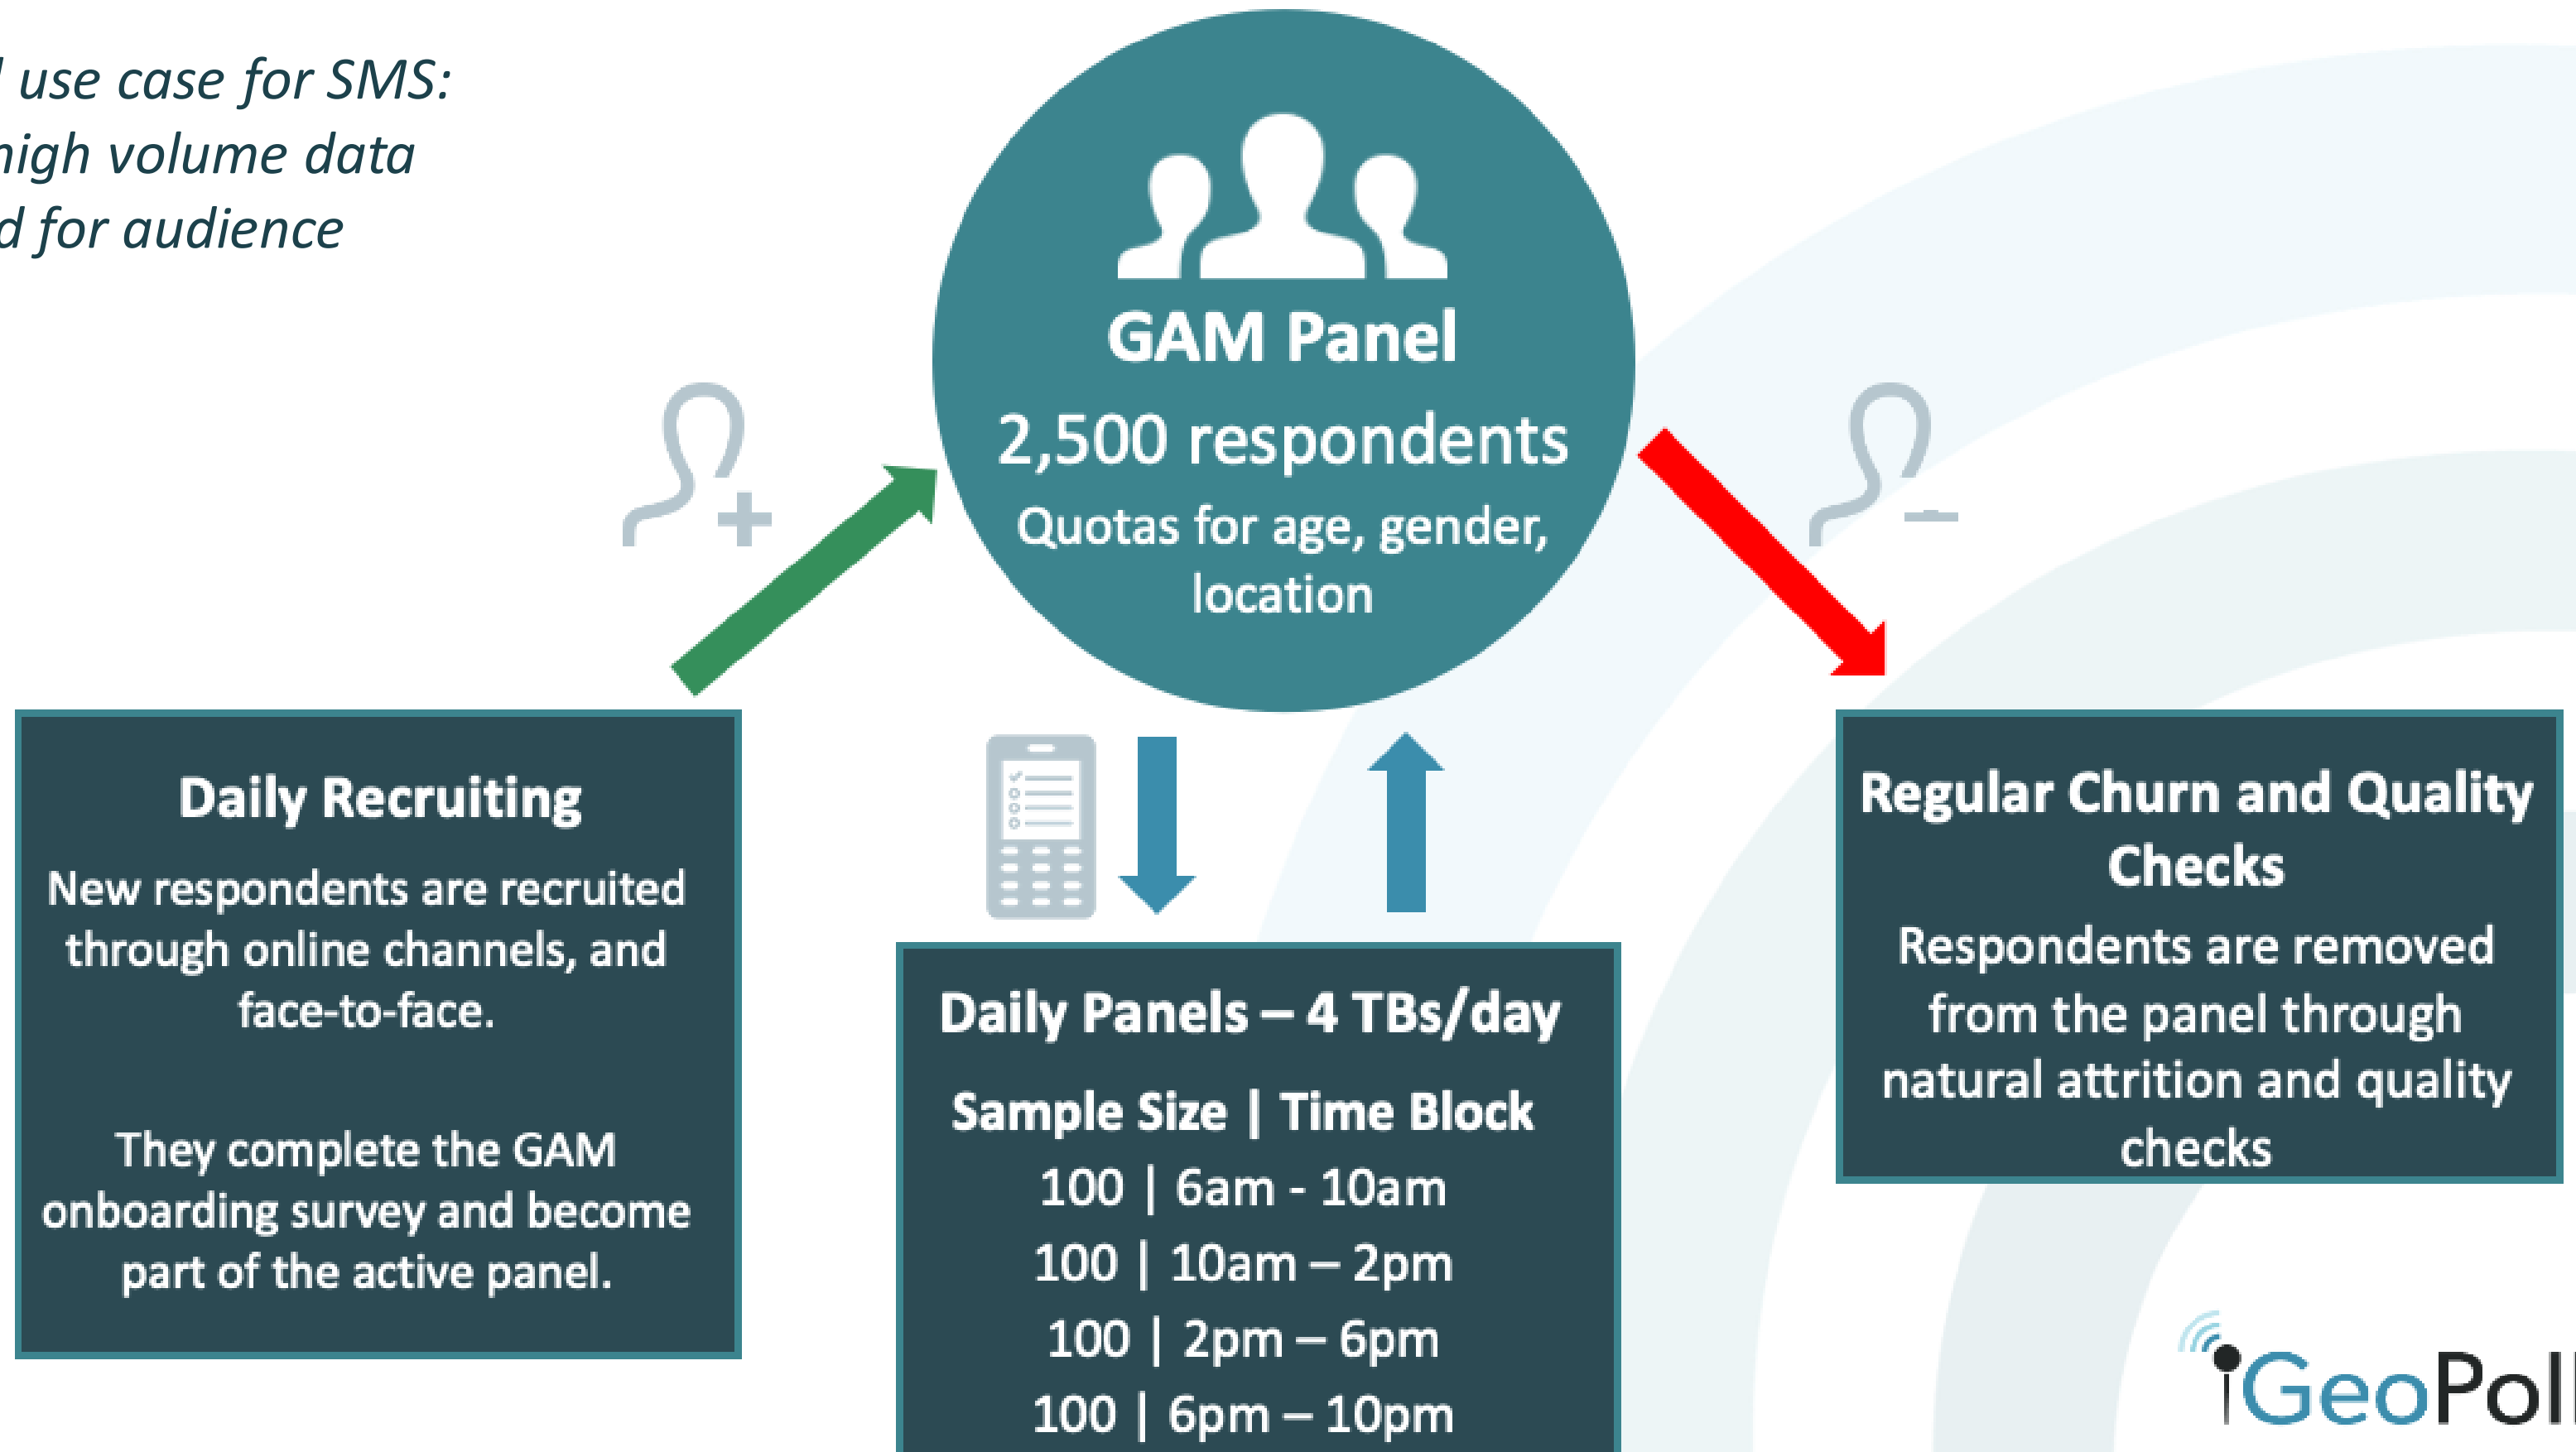 use case for SMS:
high volume data
for audience
GAM Panel
2,500 respondents
Quotas for age, gender,
location
Daily Recruiting
New respondents are recruited
through online channels, and
face-to-face.
They complete the GAM
onboarding survey and become
part of the active panel.
Daily Panels – 4 TBs/day
Sample Size | Time Block
100 | 6am - 10am
100 | 10am – 2pm
100 | 2pm – 6pm
100 | 6pm – 10pm
Regular Churn and Quality
Checks
Respondents are removed
from the panel through
natural attrition and quality
checks
GeoPoll